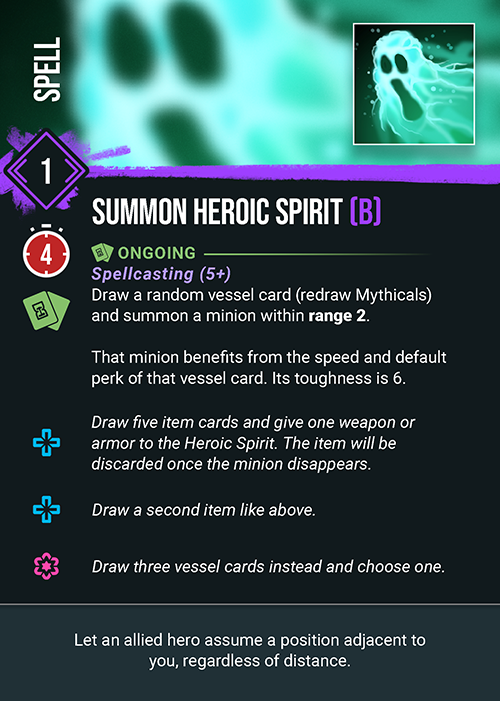 SPELL
1
SUMMON HEROIC SPIRIT (B)
4
ONGOING
Spellcasting (5+)
Draw a random vessel card (redraw Mythicals)
and summon a minion within range 2.
That minion benefits from the speed and default
perk of that vessel card. Its toughness is 6.
Draw five item cards and give one weapon or
armor to the Heroic Spirit. The item will be
discarded once the minion disappears.
Draw a second item like above.
Draw three vessel cards instead and choose one.
Let an allied hero assume a position adjacent to
you, regardless of distance.